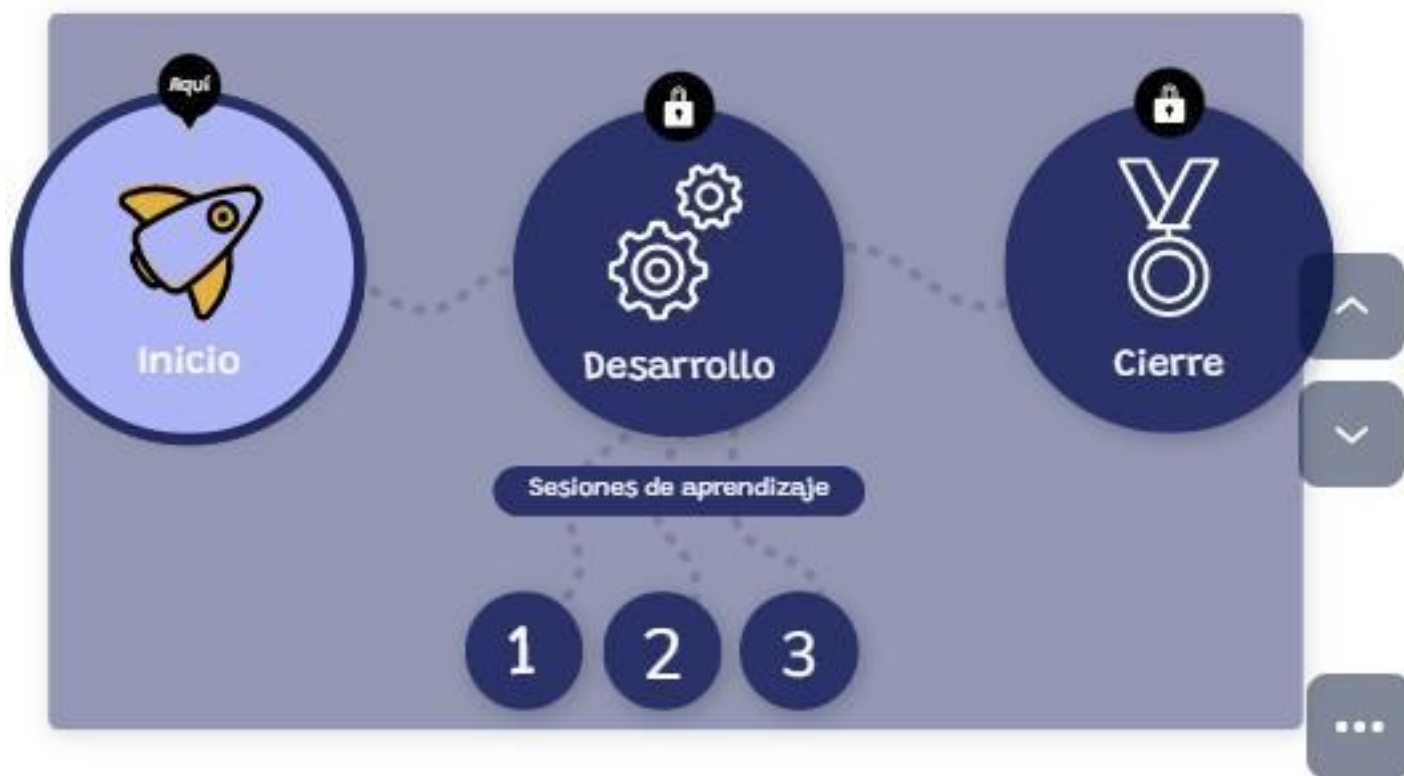 Aquí
Inicio
Desarrollo
Cierre
Sesiones de aprendizaje
1 2 3